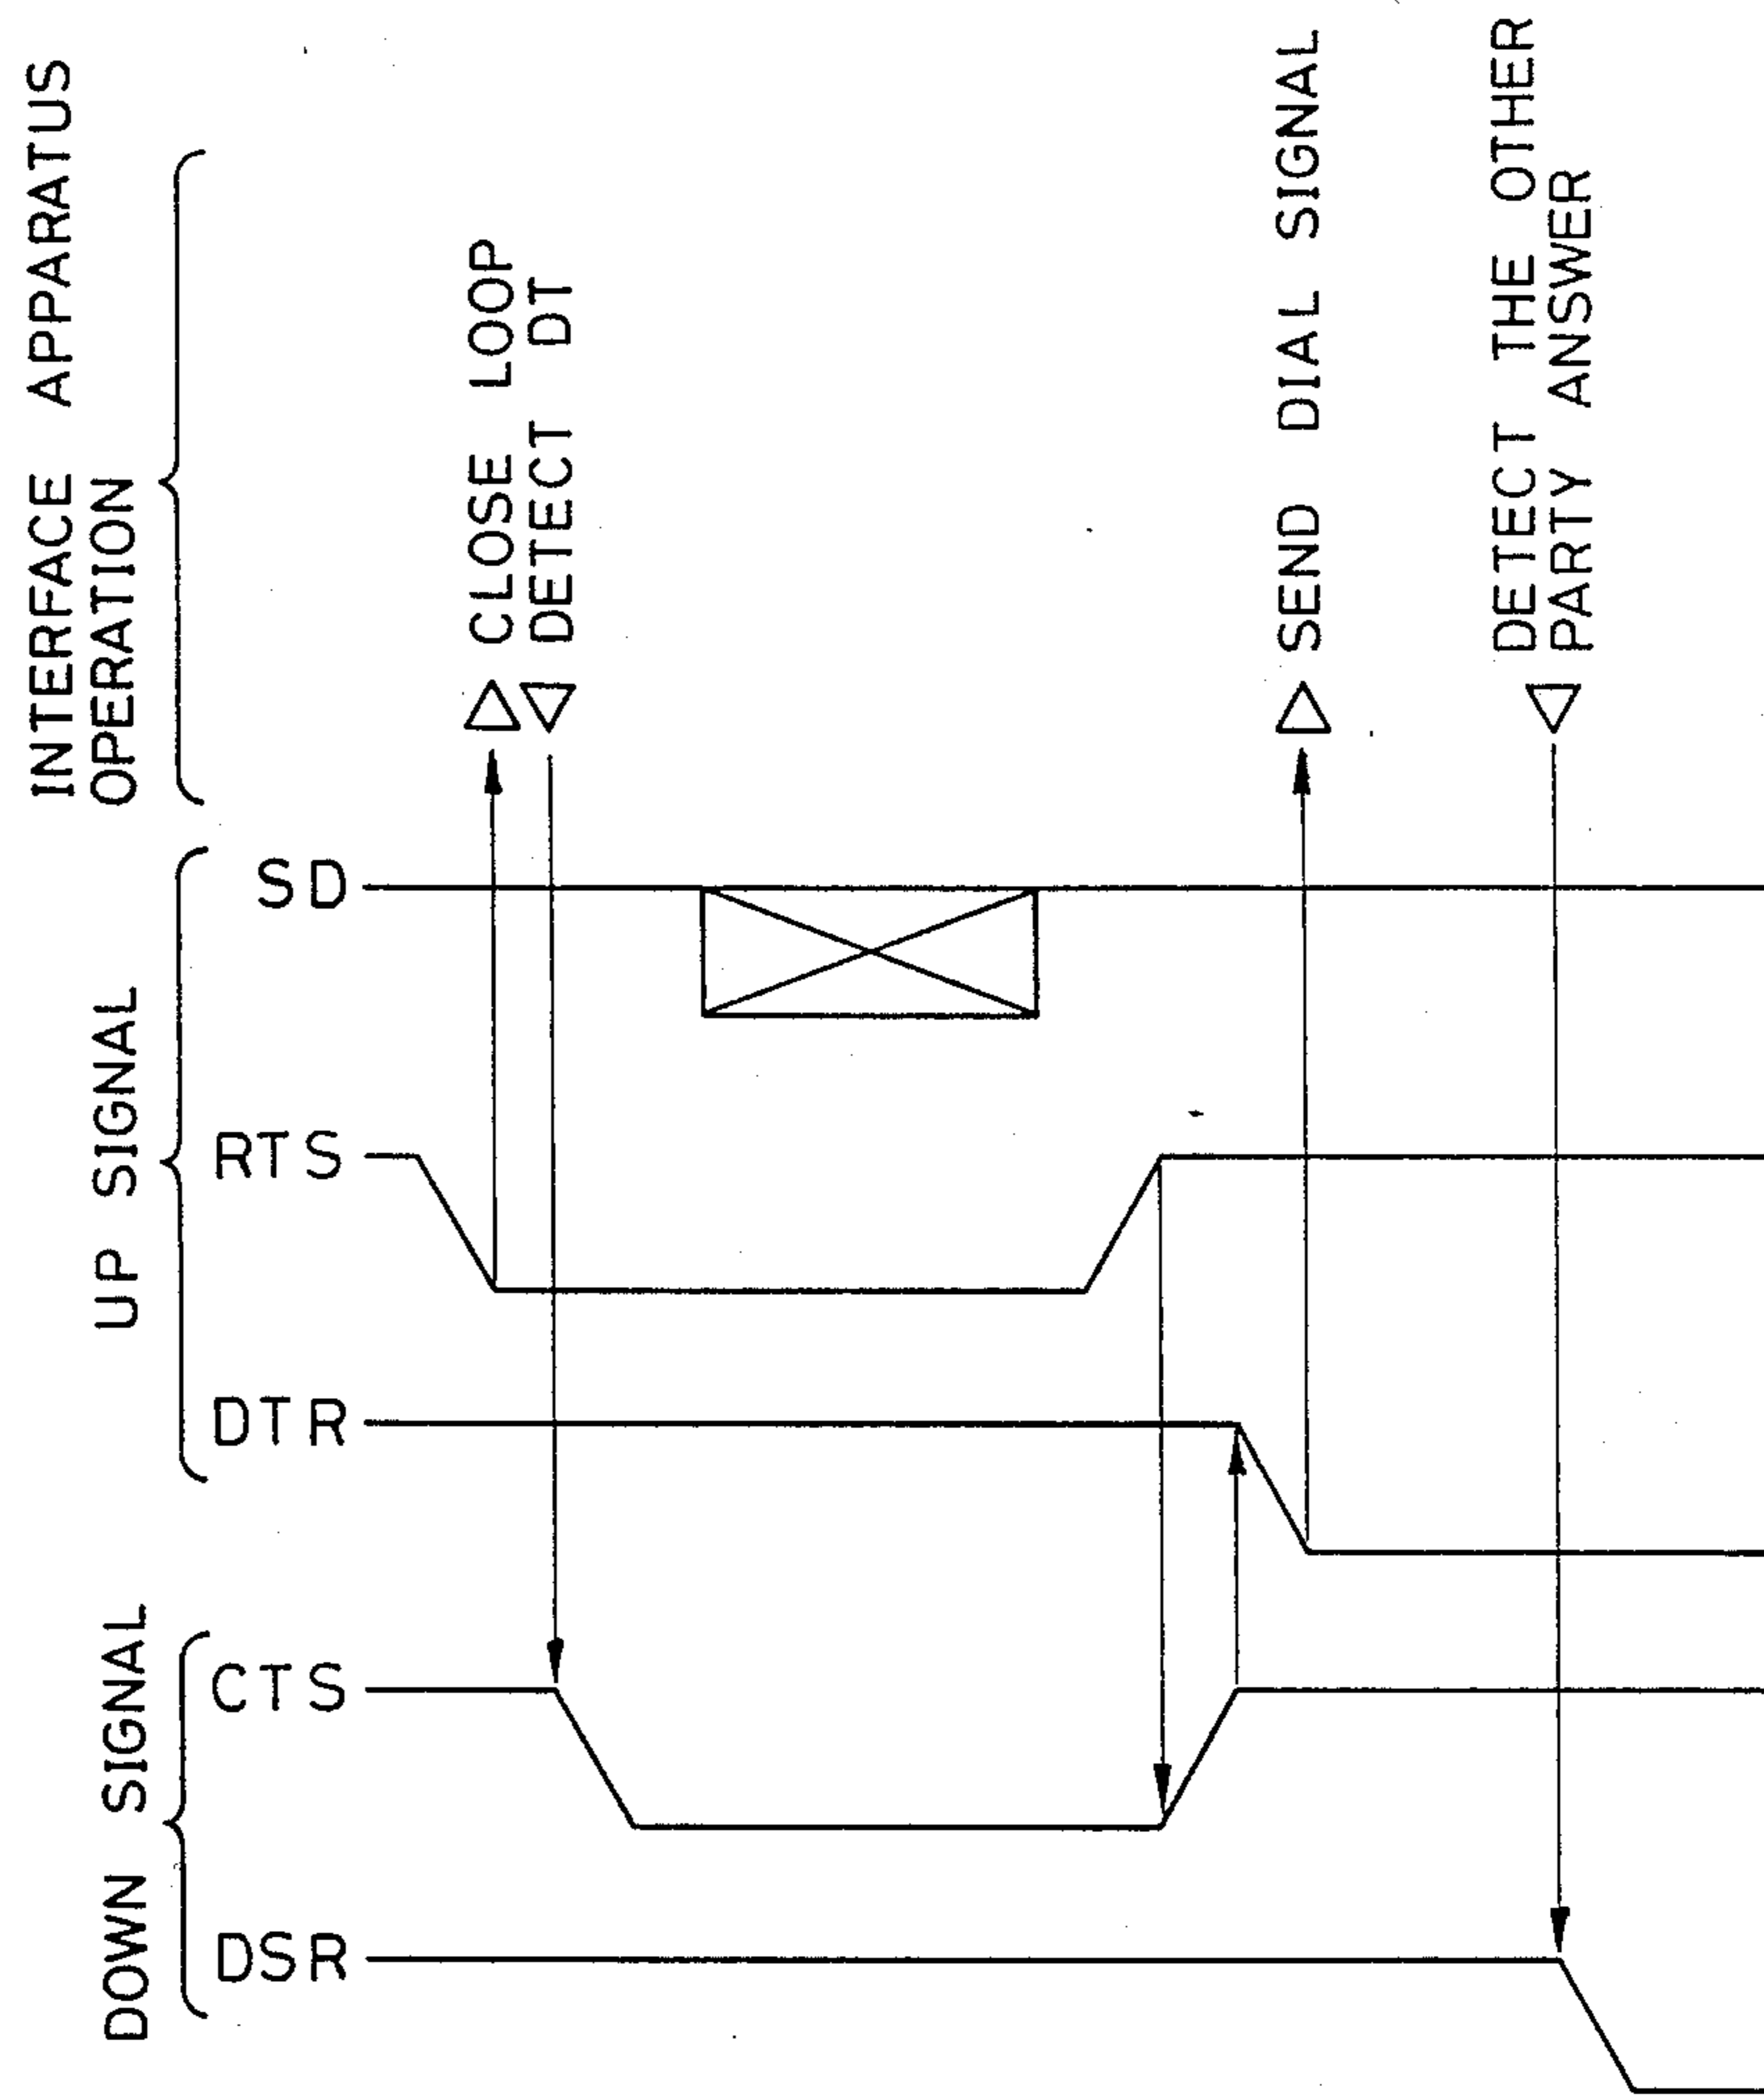 INTERFACE APPARATUS
OPERATION
CLOSE LOOP
DETECT DT
SEND DIAL SIGNAL
DETECT THE OTHER
PARTY ANSWER
UP SIGNAL
SD
RTS
DTR
DOWN SIGNAL
CTS
DSR